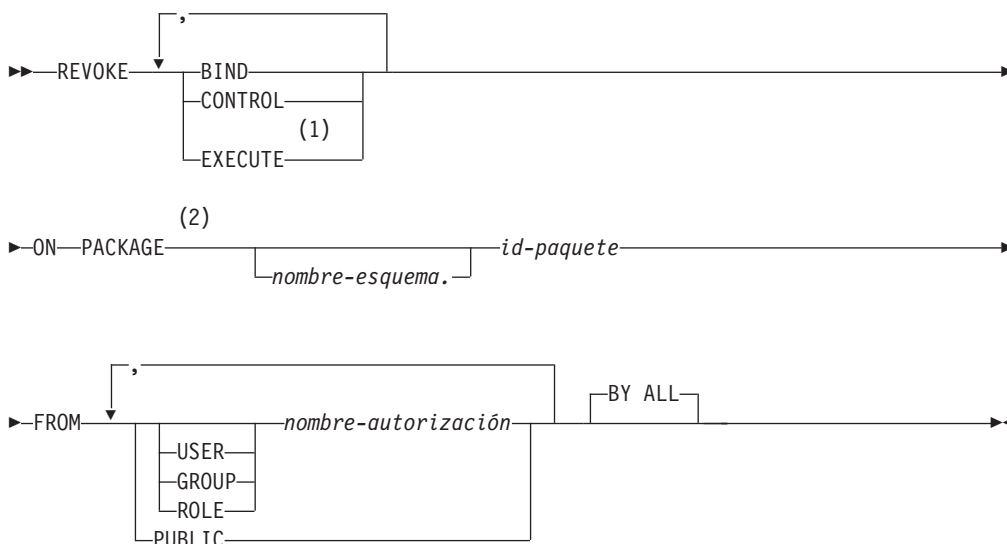 ,
REVOKE BIND
CONTROL
(1)
EXECUTE
(2)
ON PACKAGE id-paquete
nombre-esquema.
,
BY ALL
FROM nombre-autorización
USER
GROUP
ROLE
PUBLIC